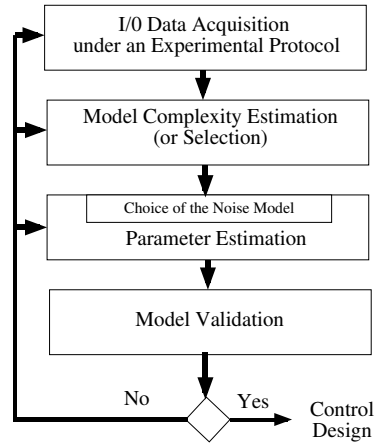 I/0 Data Acquisition
under an Experimental Protocol
Model Complexity Estimation
(or Selection)
Choice of the Noise Model
Parameter Estimation
Model Validation
No
Yes
Control
Design